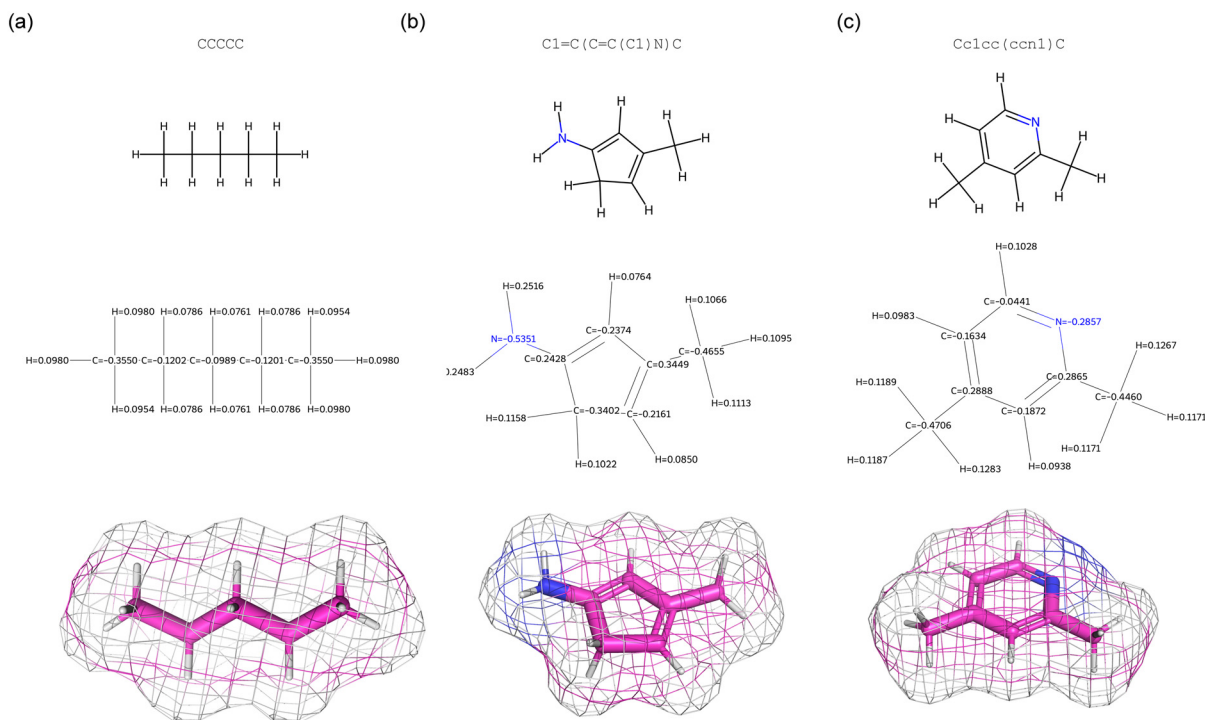 (a)
CCCCC
(b)
C1=C(C=C(C1)N)C
(c)
Cc1cc(ccn1)C
H H H H H
H H
H H H H H
H
H
N
H
H
H
H
H
H
H
H
H
H
N
H
H
H
H
H
H
H
H=0.0980 H=0.0786 H=0.0761 H=0.0786 H=0.0954
H=0.0980 C=-0.3550 C=-0.1202 C=-0.0989 C=-0.1201 C=-0.3550 H=0.0980
H=0.0954 H=0.0786 H=0.0761 H=0.0786 H=0.0980
H=0.0764
H=0.2516
H=0.1066
C=-0.2374
N=-0.5351
H=0.1095
C=-0.4655
C=0.2428
C=0.3449
0.2483
H=0.1113
C=-0.3402
C=-0.2161
H=0.1158
H=0.0850
H=0.1022
H=0.1028
C=-0.0441
H=0.0983
N=-0.2857
C=-0.1634
H=0.1267
C=0.2865
H=0.1189
C=0.2888
C=-0.4460
C=-0.1872
H=0.1171
C=-0.4706
H=0.1171
H=0.1187
H=0.0938
H=0.1283